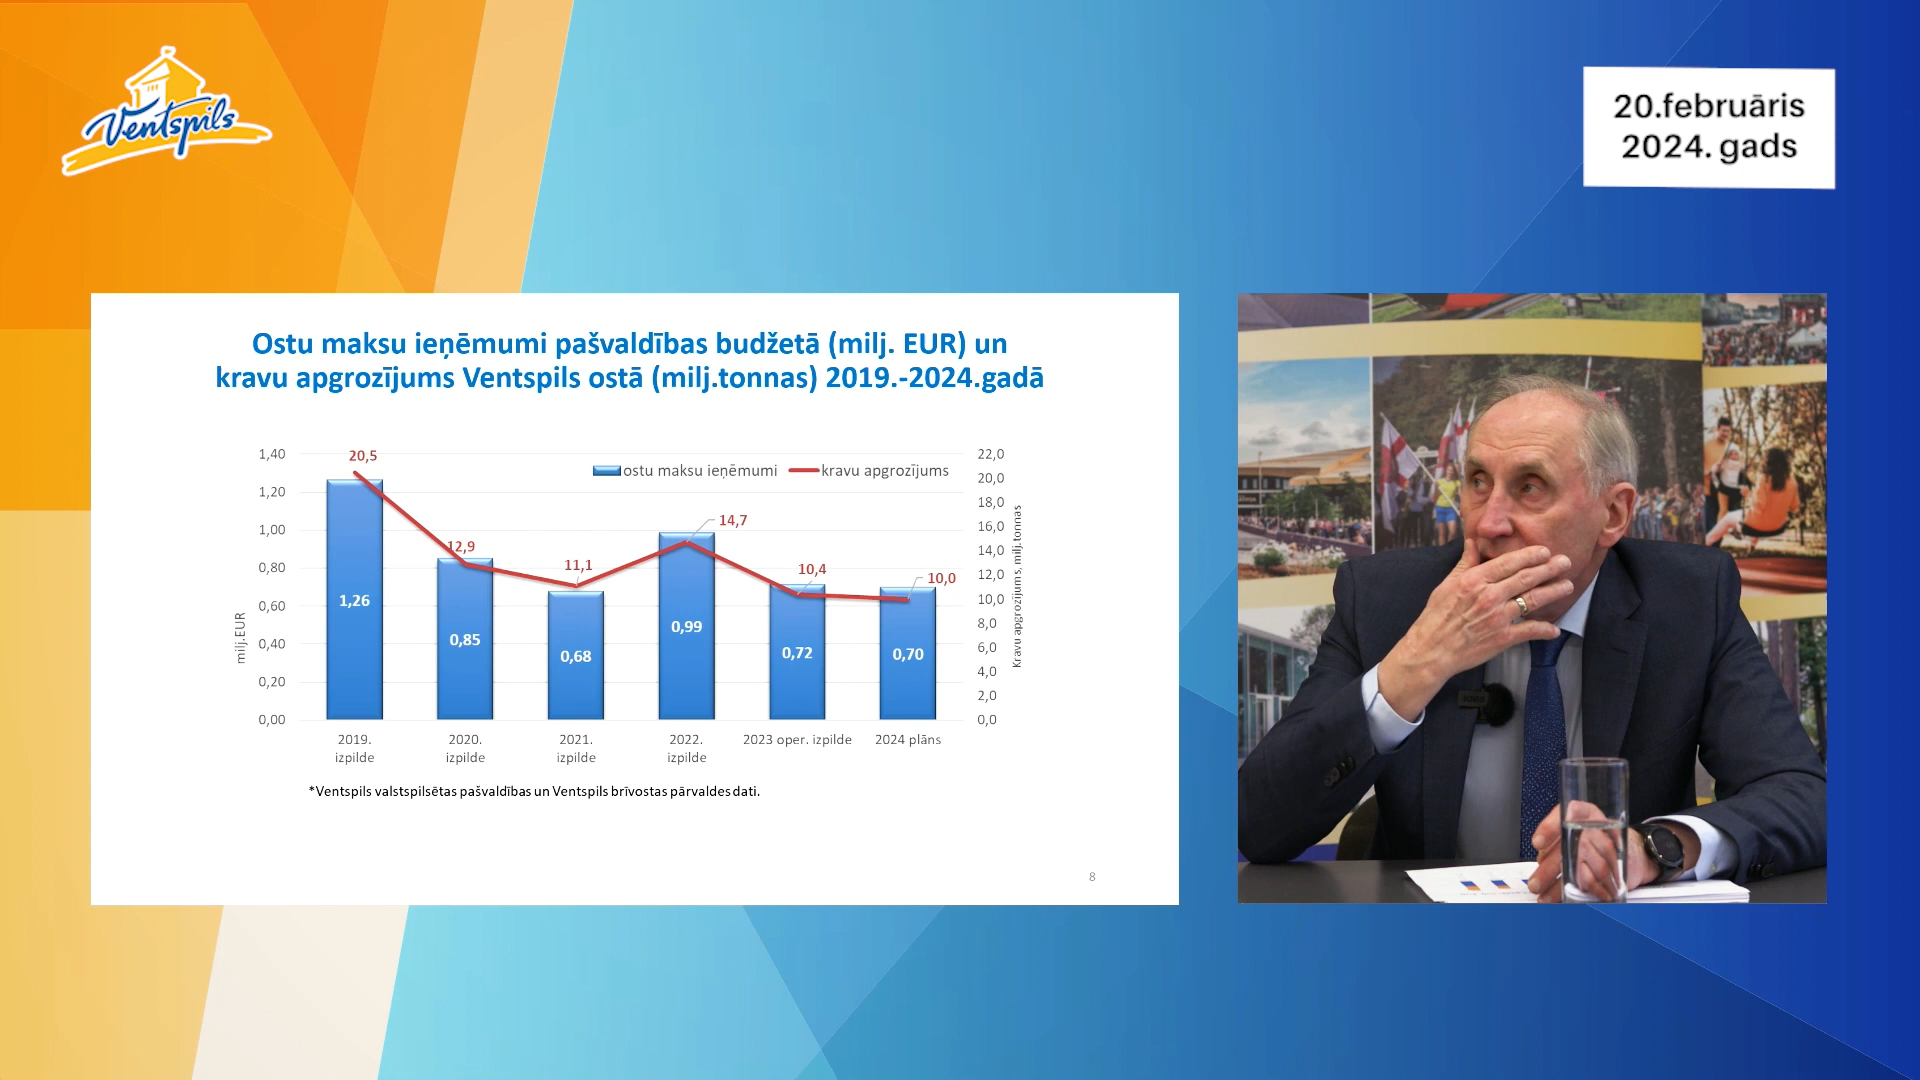 Ventspils
20.februāris
2024. gads
Ostu maksu ieņēmumi pašvaldības budžetā (milj. EUR) un
kravu apgrozījums Ventspils ostā (milj.tonnas) 2019.-2024.gadā
ostu maksu ieņēmumi
kravu apgrozījums
milj.EUR
1,40
1,20
1,00
0,80
0,60
0,40
0,20
0,00
20,5
12,9
11,1
14,7
10,4
10,0
1,26
0,85
0,68
0,99
0,72
0,70
22,0
20,0
18,0
16,0
14,0
12,0
10,0
8,0
6,0
4,0
2,0
0,0
Kravu apgrozījums, milj.tonnas
2019.
izpilde
2020.
izpilde
2021.
izpilde
2022.
izpilde
2023 oper. izpilde
2024 plāns
*Ventspils valstspilsētas pašvaldības un Ventspils brīvostas pārvaldes dati.
8